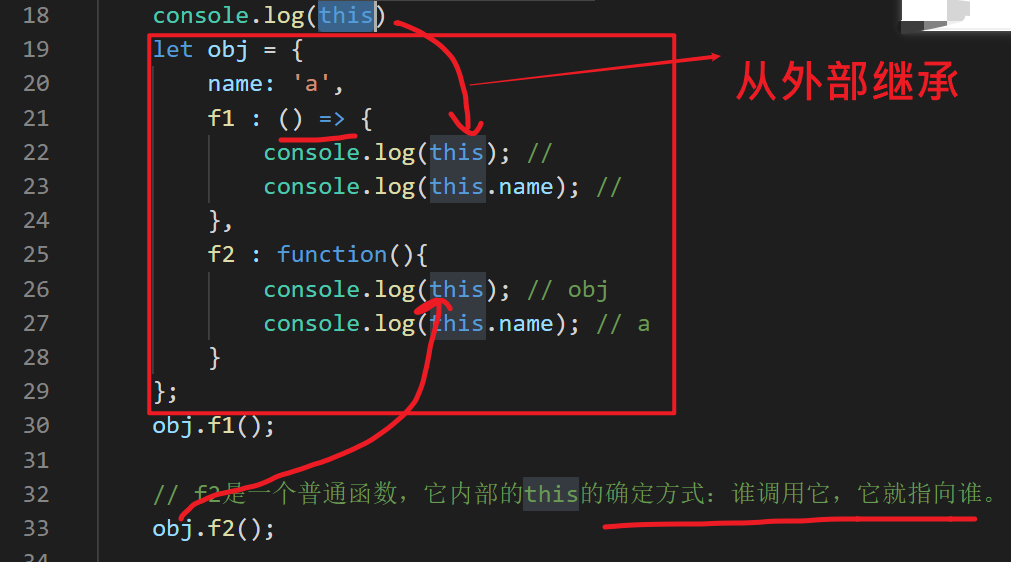 18 console.log(this)
19 let obj = {
20 name: 'a',
从外部继承
21 f1 : () => {
22 console.log(this); //
23 console.log(this.name); //
24 },
25 f2 : function(){
26 console.log(this); // obj
27 console.log(this.name); // a
28 }
29 };
30 obj.f1();
31
32 // f2是一个普通函数，它内部的this的确定方式：谁调用它，它就指向谁。
33 obj.f2();
34